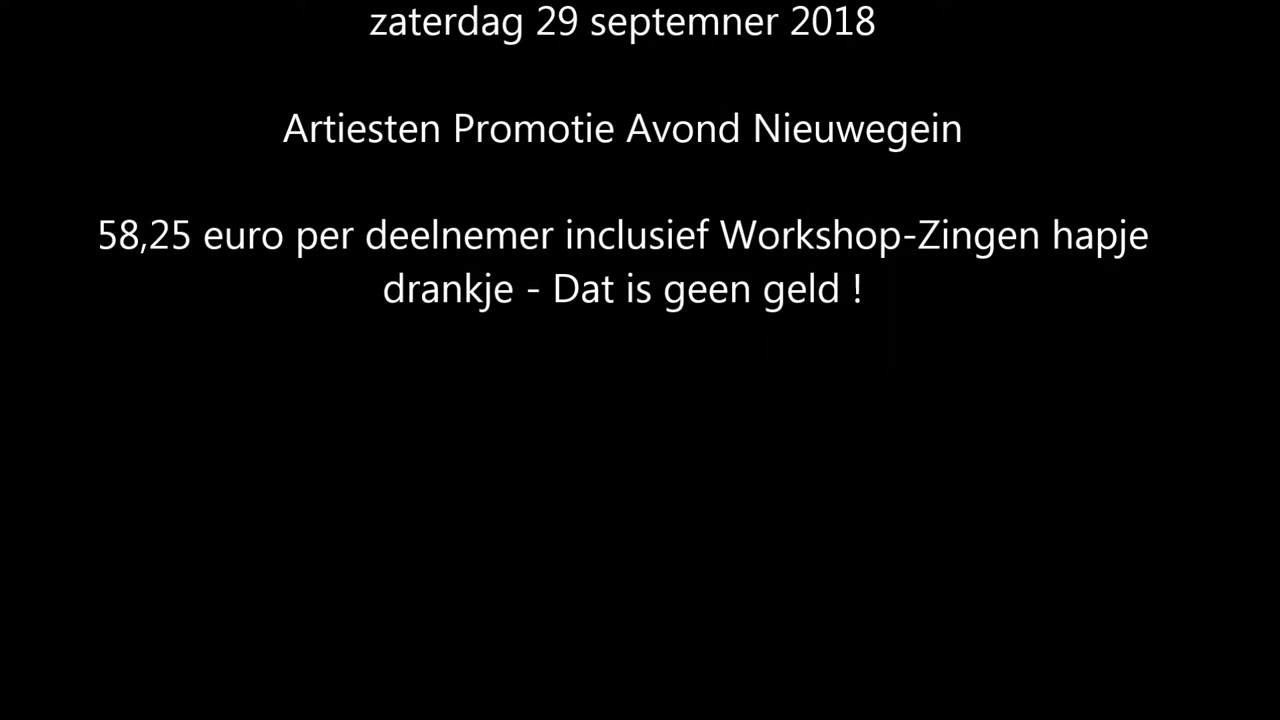 zaterdag 29 septemner 2018
Artiesten Promotie Avond Nieuwegein
58,25 euro per deelnemer inclusief Workshop-Zingen hapje
drankje - Dat is geen geld !